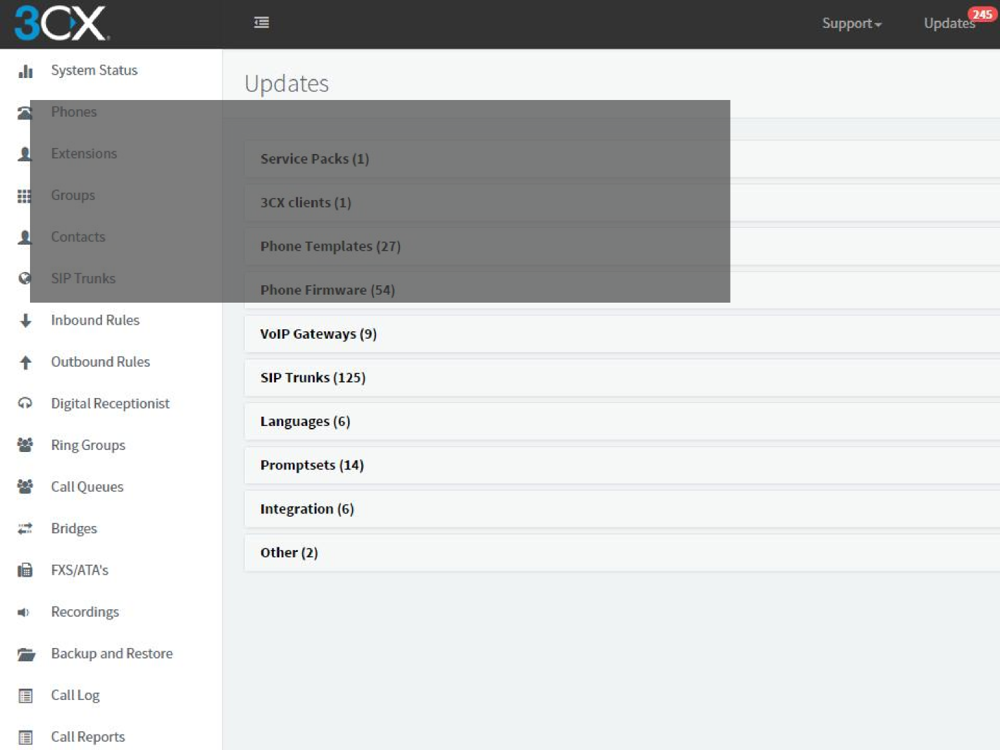 3CX
Support
Updates
245
System Status
Phones
Extensions
Groups
Contacts
SIP Trunks
Inbound Rules
Outbound Rules
Digital Receptionist
Ring Groups
Call Queues
Bridges
FXS/ATA's
Recordings
Backup and Restore
Call Log
Call Reports
Updates
Service Packs (1)
3CX clients (1)
Phone Templates (27)
Phone Firmware (54)
VoIP Gateways (9)
SIP Trunks (125)
Languages (6)
Promptsets (14)
Integration (6)
Other (2)